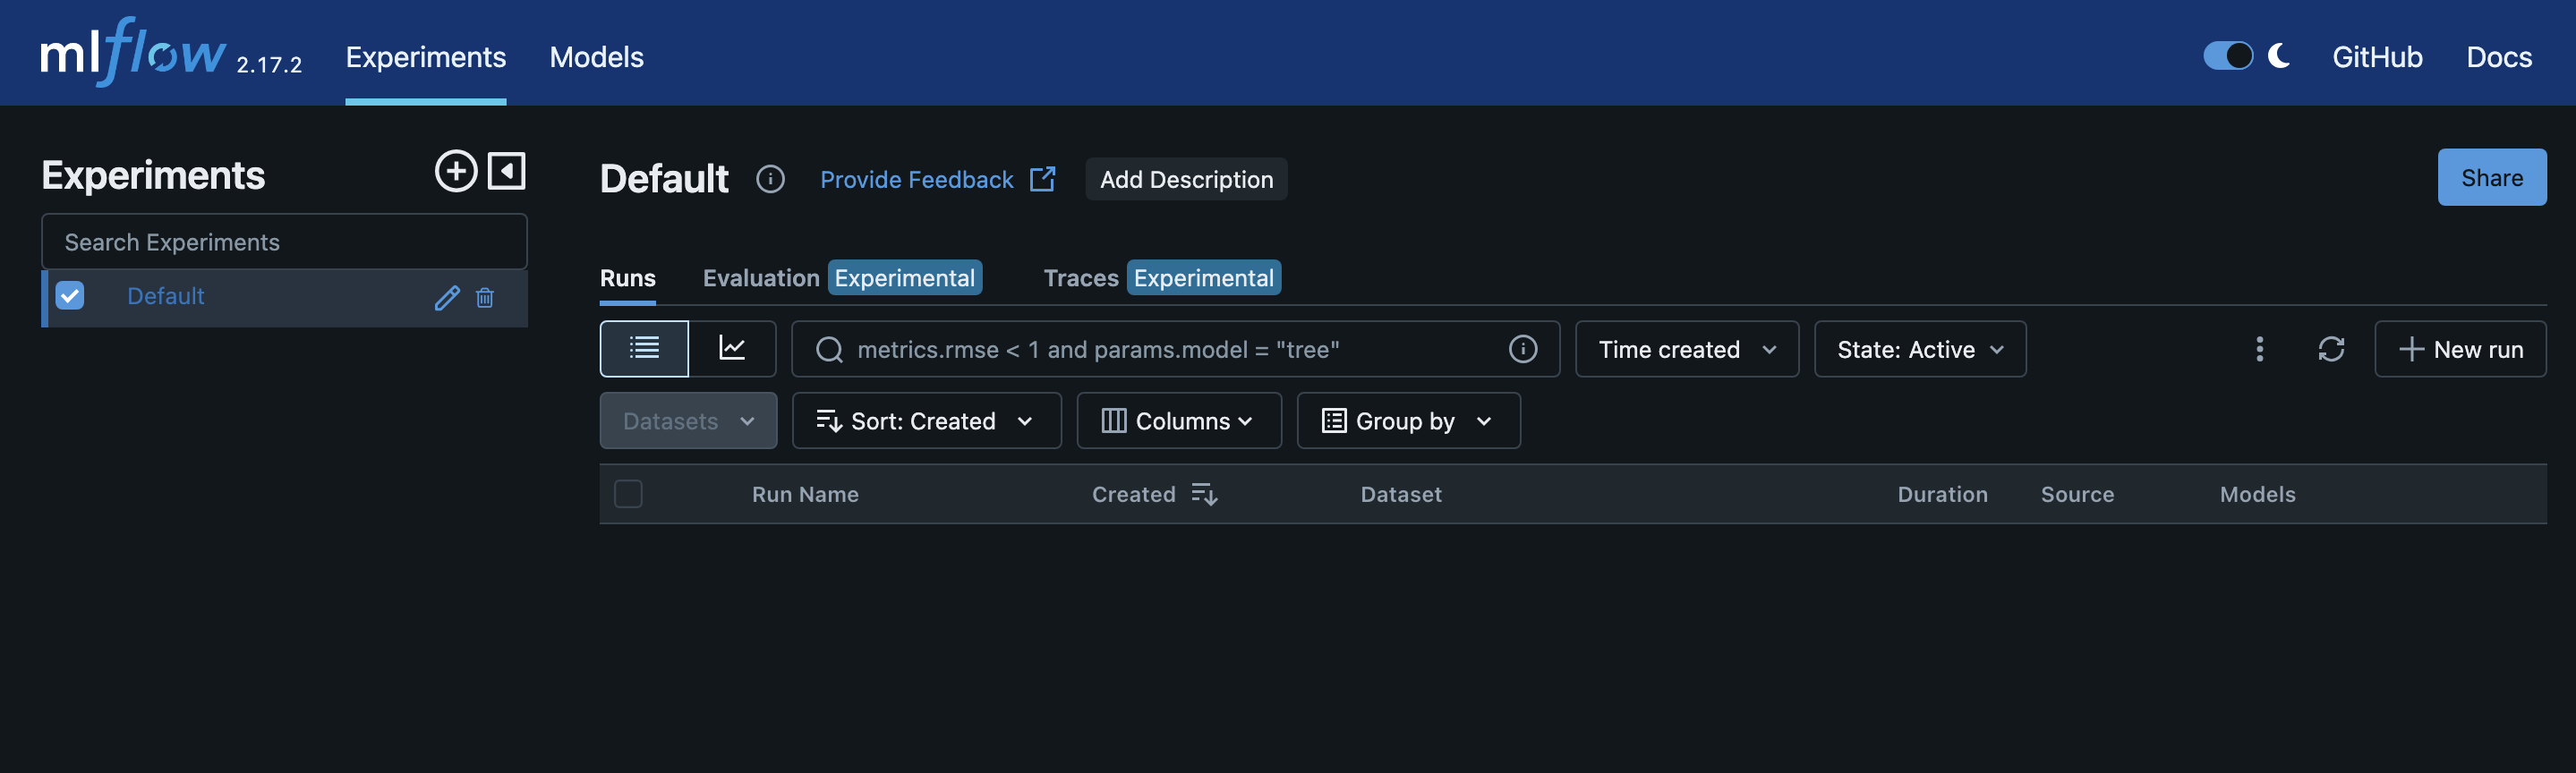 mlflow 2.17.2 Experiments Models GitHub Docs
Experiments
Search Experiments
Default
Default Provide Feedback Add Description Share
Runs Evaluation Experimental Traces Experimental
metrics.rmse < 1 and params.model = "tree" Time created State: Active New run
Datasets Sort: Created Columns Group by
Run Name Created Dataset Duration Source Models